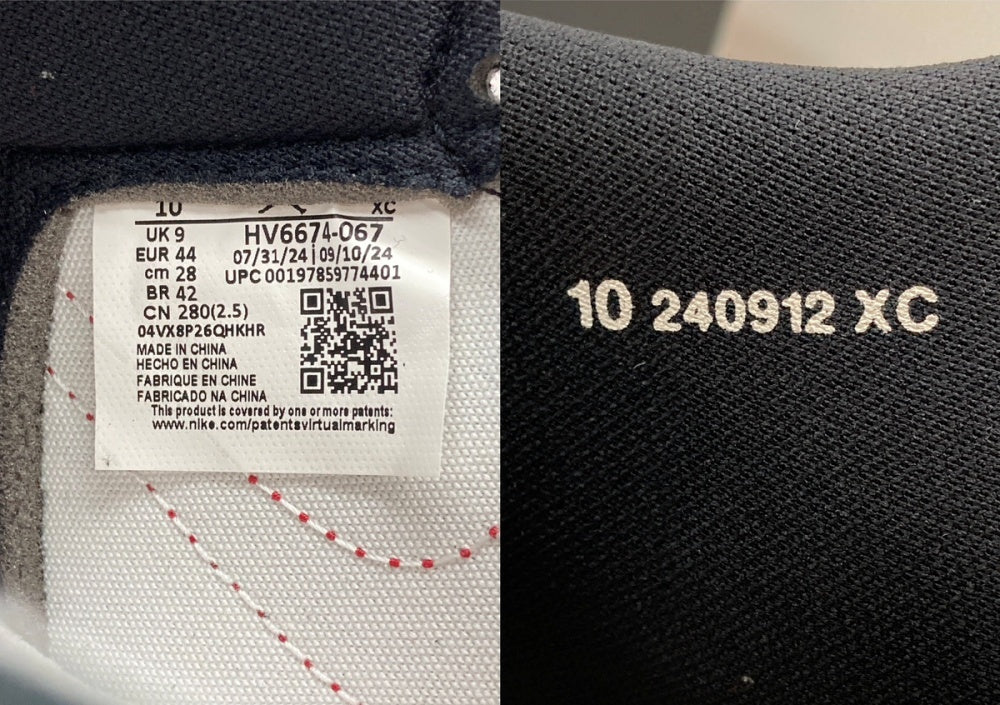 10 XC
UK 9 HV6674-067
EUR 44 07/31/24 | 09/10/24
cm 28 UPC 00197859774401
BR 42
CN 280(2.5)
04VX8P26QHKHR
MADE IN CHINA
HECHO EN CHINA
FABRIQUE EN CHINE
FABRICADO NA CHINA
This product is covered by one or more patents:
www.nike.com/patentsvirtualmarking
10 240912 XC